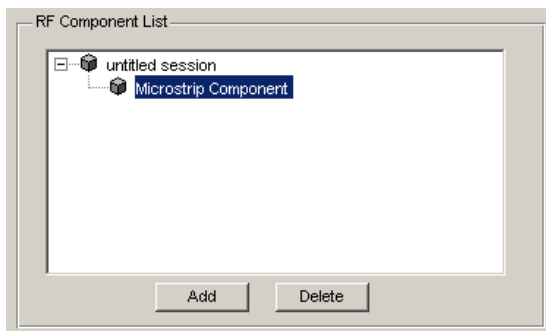 RF Component List
untitled session
Microstrip Component
Add Delete